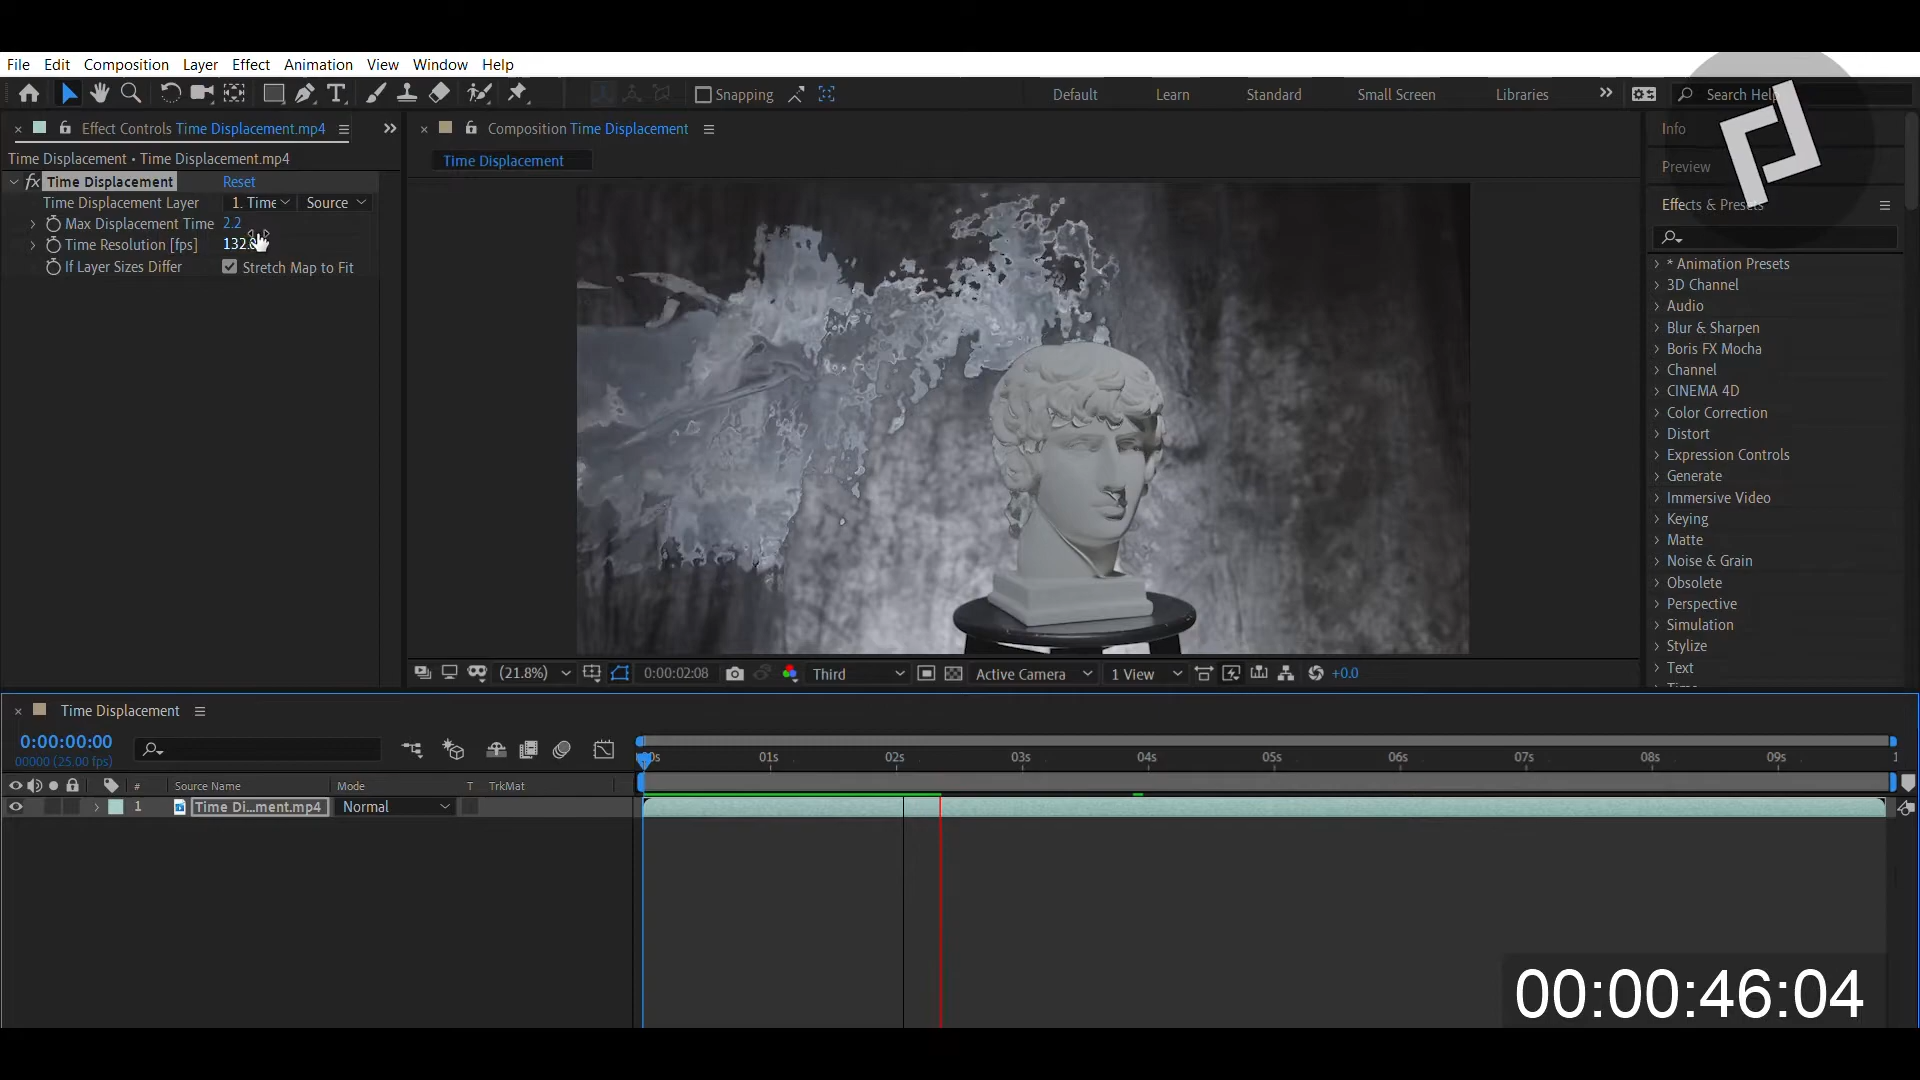 File Edit Composition Layer Effect Animation View Window Help
Snapping Default Learn Standard Small Screen Libraries Search Help
Effect Controls Time Displacement.mp4
Composition Time Displacement
Info
Time Displacement • Time Displacement.mp4
Time Displacement
Preview
fx Time Displacement Reset
Time Displacement Layer 1. Time Source
Max Displacement Time 2.2
Time Resolution [fps] 132.
If Layer Sizes Differ Stretch Map to Fit
Effects & Presets
* Animation Presets
3D Channel
Audio
Blur & Sharpen
Boris FX Mocha
Channel
CINEMA 4D
Color Correction
Distort
Expression Controls
Generate
Immersive Video
Keying
Matte
Noise & Grain
Obsolete
Perspective
Simulation
Stylize
Text
(21.8%) 0:00:02:08 Third Active Camera 1 View +0.0
Time Displacement
0:00:00:00
00000 (25.00 fps)
0s 01s 02s 03s 04s 05s 06s 07s 08s 09s 1
# Source Name Mode T TrkMat
1 Time Di...ment.mp4 Normal
00:00:46:04